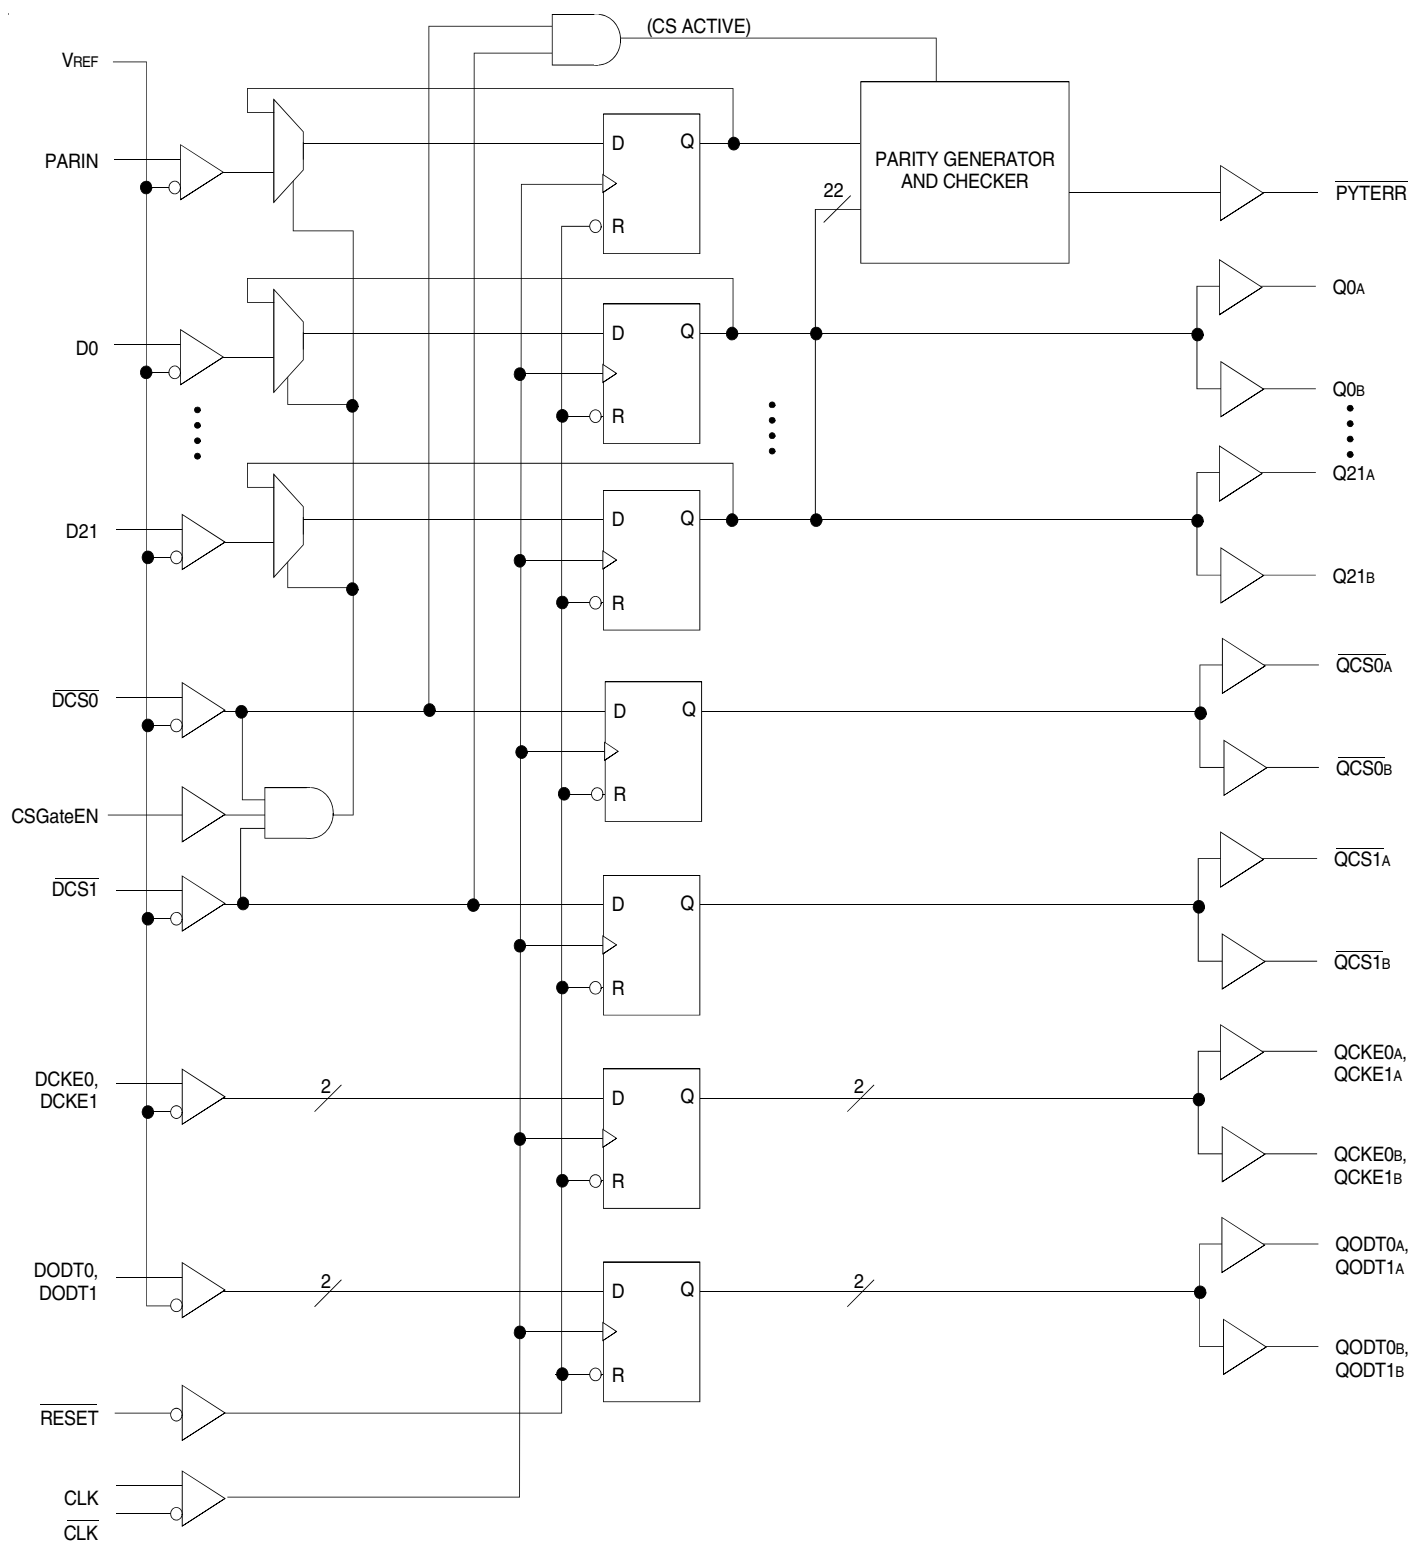 (CS ACTIVE)
VREF
PARIN
D
Q
R
PARITY GENERATOR
AND CHECKER
22
PYTERR
D0
D
Q
R
Q0A
Q0B
D21
D
Q
R
Q21A
Q21B
DCS0
D
Q
R
QCS0A
QCS0B
CSGateEN
DCS1
D
Q
R
QCS1A
QCS1B
DCKE0,
DCKE1
2
D
Q
R
2
QCKE0A,
QCKE1A
QCKE0B,
QCKE1B
DODT0,
DODT1
2
D
Q
R
2
QODT0A,
QODT1A
QODT0B,
QODT1B
RESET
CLK
CLK